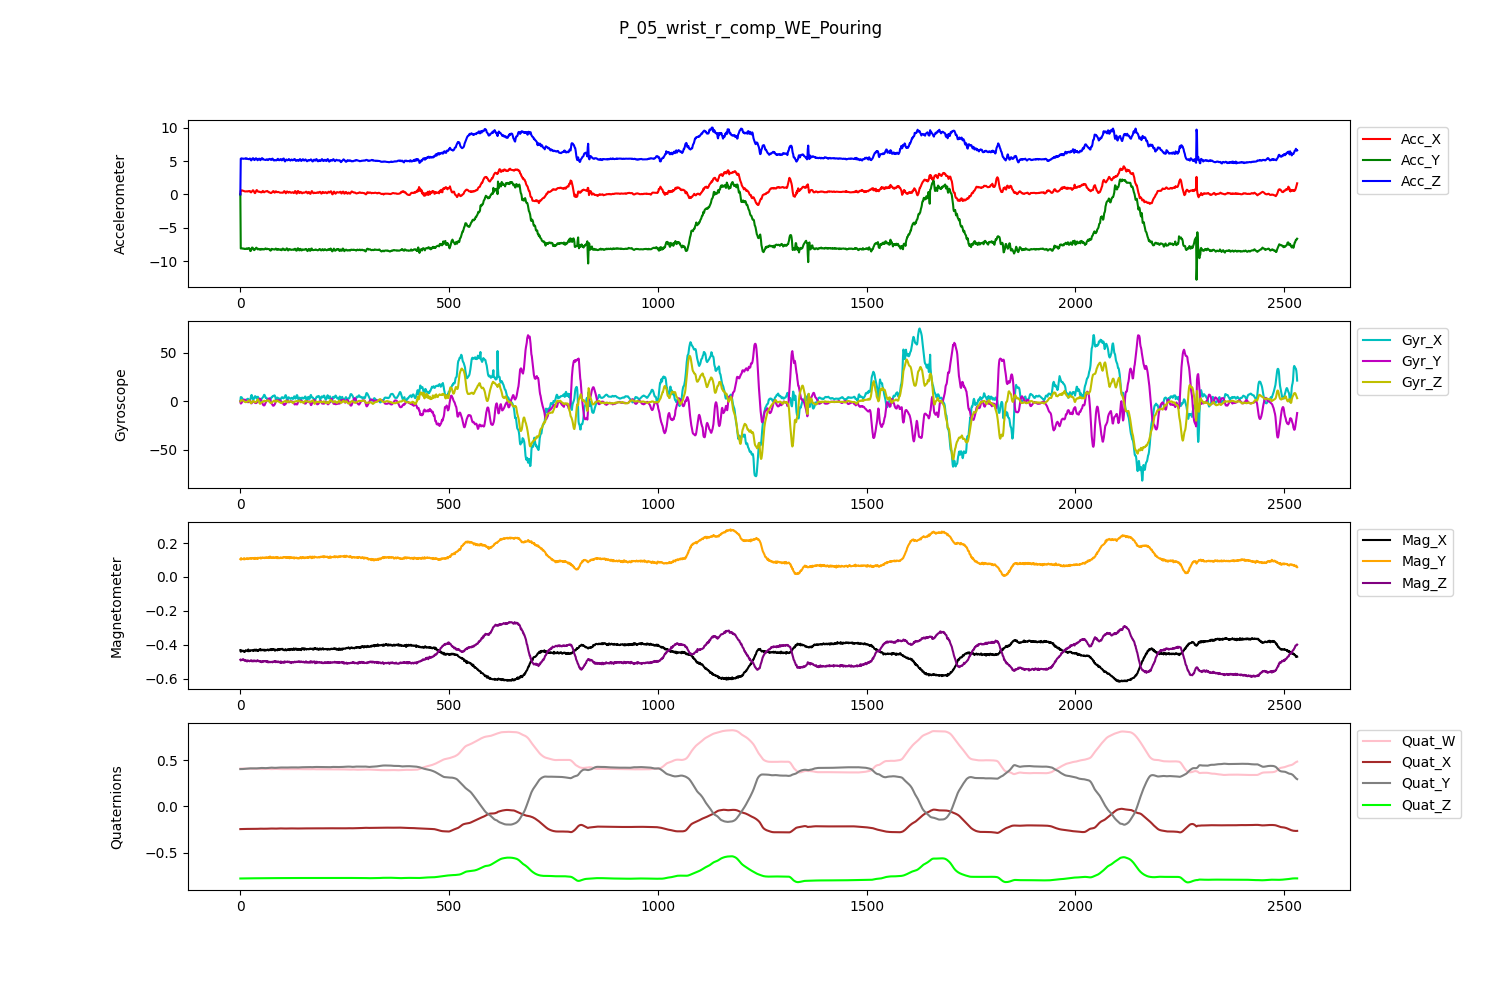 P_05_wrist_r_comp_WE_Pouring
Accelerometer
10
5
0
−5
−10
0 500 1000 1500 2000 2500
Acc_X
Acc_Y
Acc_Z
Gyroscope
50
0
−50
0 500 1000 1500 2000 2500
Gyr_X
Gyr_Y
Gyr_Z
Magnetometer
0.2
0.0
−0.2
−0.4
−0.6
0 500 1000 1500 2000 2500
Mag_X
Mag_Y
Mag_Z
Quaternions
0.5
0.0
−0.5
0 500 1000 1500 2000 2500
Quat_W
Quat_X
Quat_Y
Quat_Z